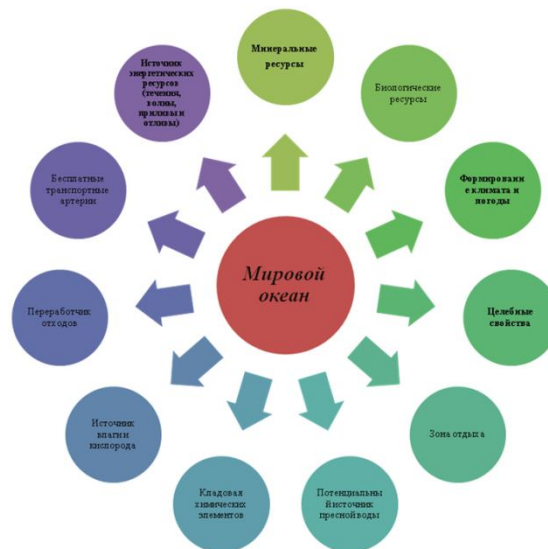 Минеральные
ресурсы
Биологические
ресурсы
Формировани
е климата и
погоды
Целебные
свойства
Зона отдыха
Потенциальны
й источник
пресной воды
Кладовая
химических
элементов
Источник
влаги и
кислорода
Переработчик
отходов
Бесплатные
транспортные
артерии
Источник
энергетических
ресурсов
(течения,
волны,
приливы и
отливы)
Мировой
океан